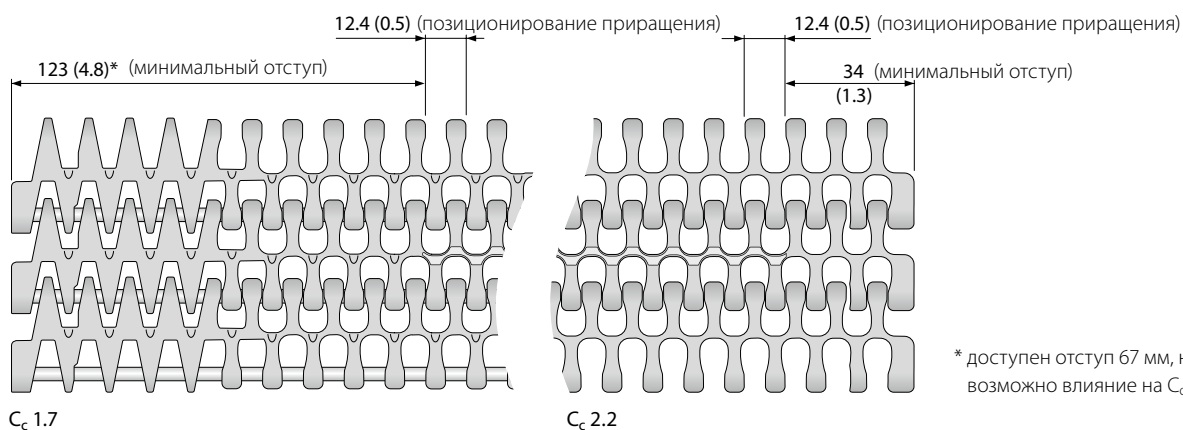 12.4 (0.5) (позиционирование приращения)
12.4 (0.5) (позиционирование приращения)
123 (4.8)* (минимальный отступ)
34 (минимальный отступ)
(1.3)
* доступен отступ 67 мм, н
возможно влияние на Cc
Cc 1.7
Cc 2.2